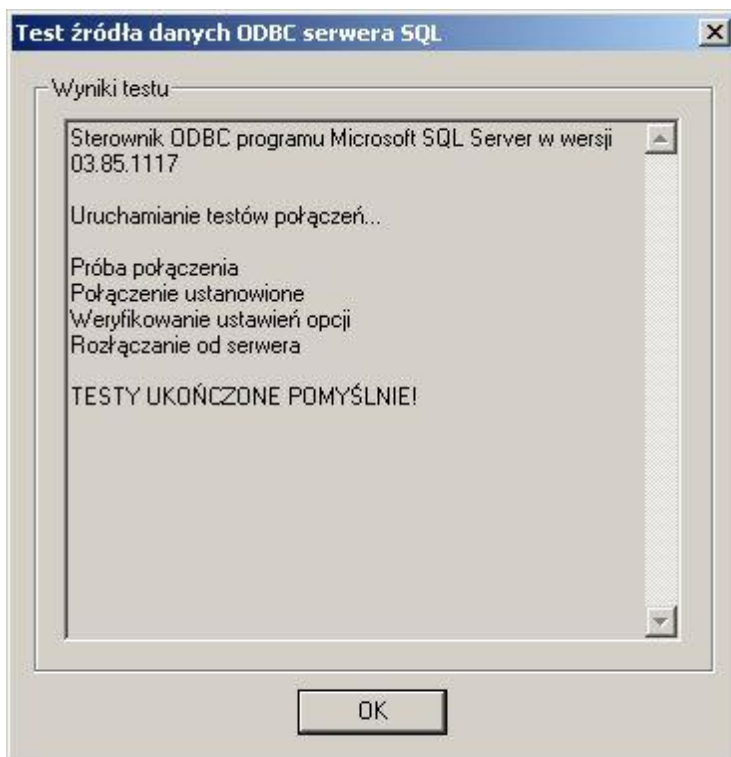 Test źródła danych ODBC serwera SQL
Wyniki testu
Sterownik ODBC programu Microsoft SQL Server w wersji
03.85.1117
Uruchamianie testów połączeń...
Próba połączenia
Połączenie ustanowione
Weryfikowanie ustawień opcji
Rozłączanie od serwera
TESTY UKOŃCZONE POMYŚLNIE!
OK